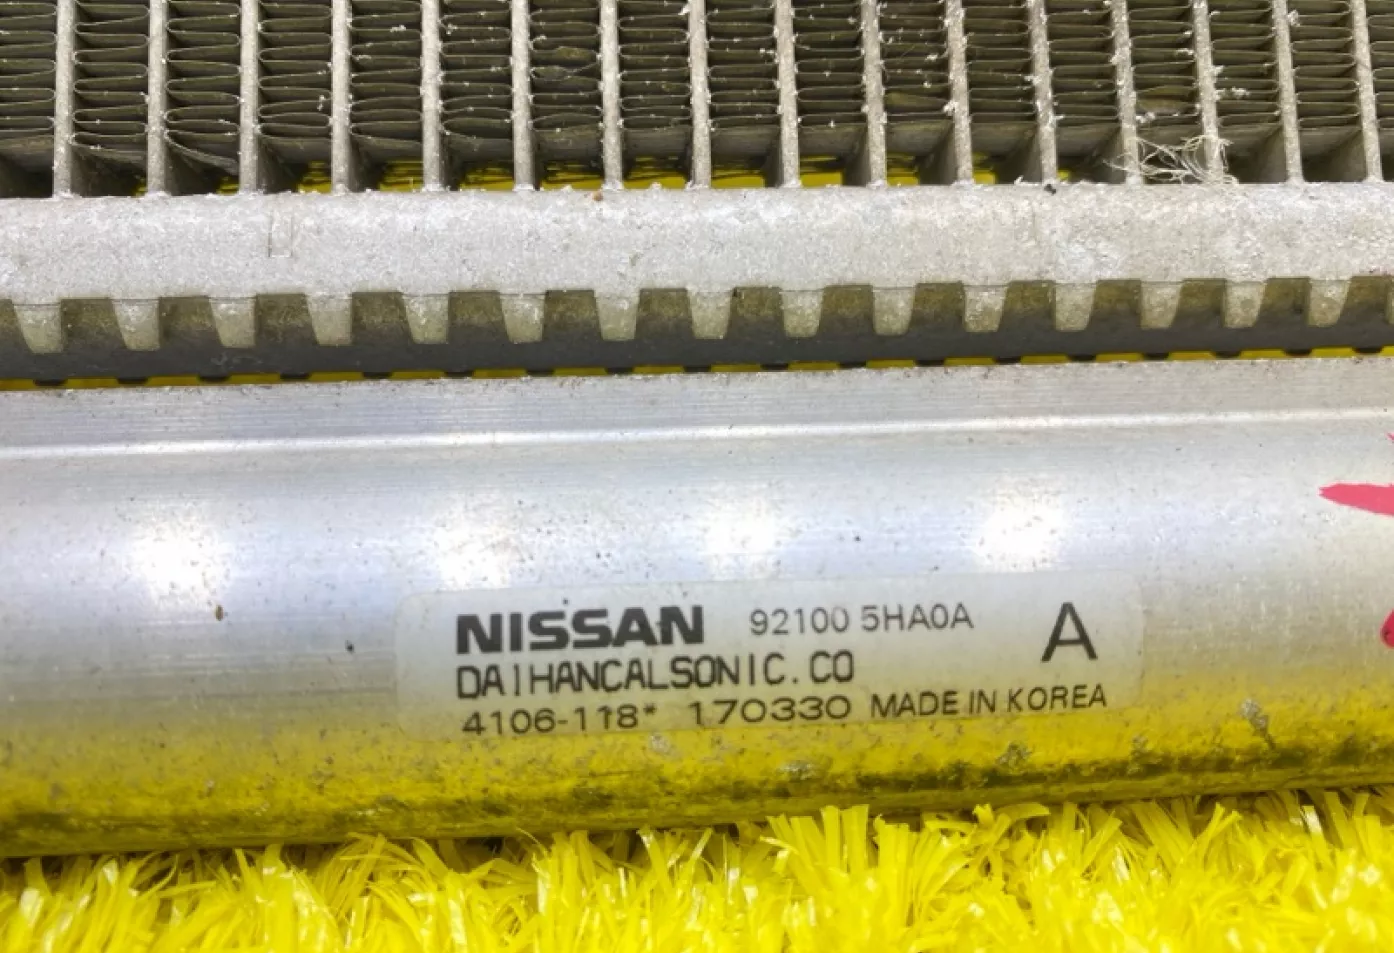 NISSAN 92100 5HA0A A
DAIHANCALSONIC.CO
4106-118* 170330 MADE IN KOREA